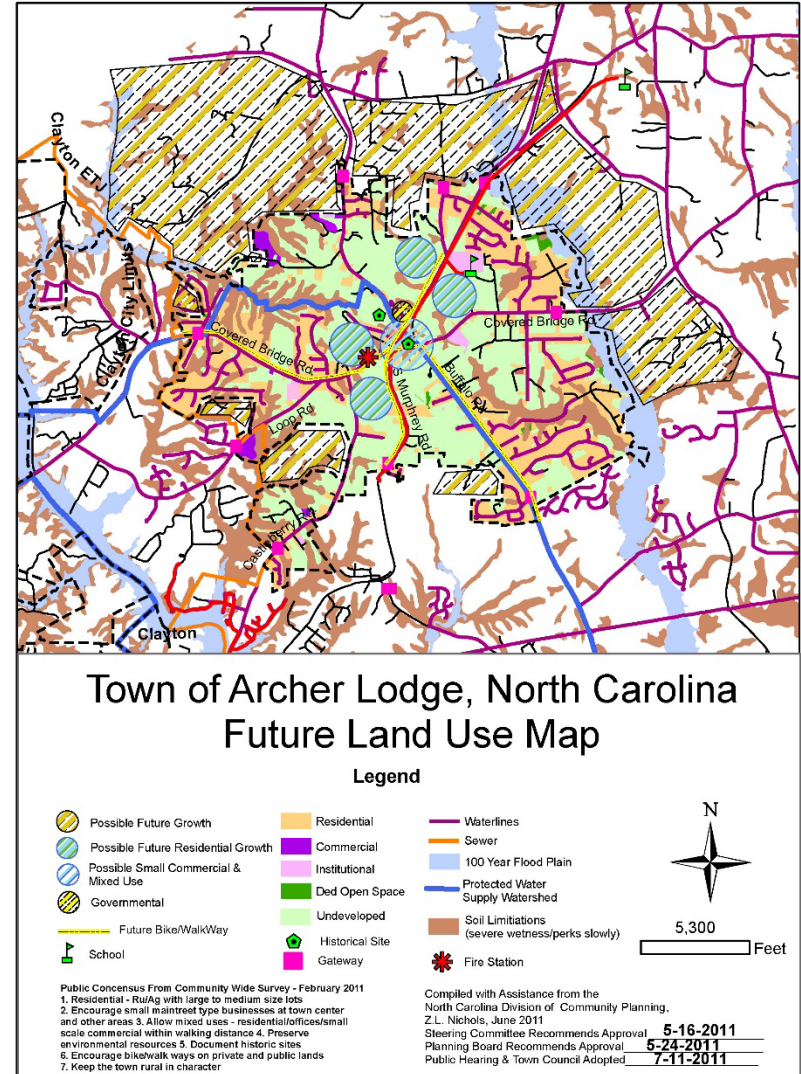 Clayton ETJ
Clayton City Limits
Covered Bridge Rd
Covered Bridge Rd
Buffalo Rd
S Murphrey Rd
Loop Rd
Castleberry Rd
Clayton
Town of Archer Lodge, North Carolina
Future Land Use Map
Legend
Possible Future Growth
Possible Future Residential Growth
Possible Small Commercial &
Mixed Use
Governmental
Future Bike/WalkWay
School
Residential
Commercial
Institutional
Ded Open Space
Undeveloped
Historical Site
Gateway
Waterlines
Sewer
100 Year Flood Plain
Protected Water
Supply Watershed
Soil Limitiations
(severe wetness/perks slowly)
Fire Station
N
5,300
Feet
Public Concensus From Community Wide Survey - February 2011
1. Residential - Ru/Ag with large to medium size lots
2. Encourage small maintreet type businesses at town center
and other areas 3. Allow mixed uses - residential/offices/small
scale commercial within walking distance 4. Preserve
environmental resources 5. Document historic sites
6. Encourage bike/walk ways on private and public lands
7. Keep the town rural in character
Compiled with Assistance from the
North Carolina Division of Community Planning,
Z.L. Nichols, June 2011
Steering Committee Recommends Approval 5-16-2011
Planning Board Recommends Approval 5-24-2011
Public Hearing & Town Council Adopted 7-11-2011